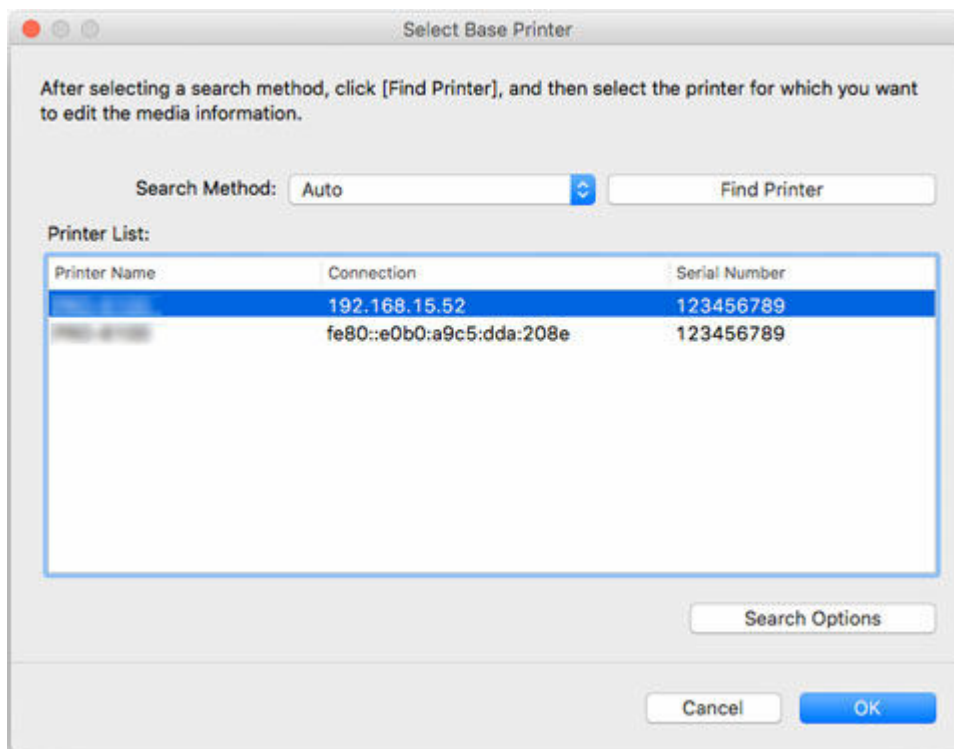 Select Base Printer
After selecting a search method, click [Find Printer], and then select the printer for which you want
to edit the media information.
Search Method: Auto Find Printer
Printer List:
Printer Name Connection Serial Number
192.168.15.52 123456789
fe80::e0b0:a9c5:dda:208e 123456789
Search Options
Cancel OK